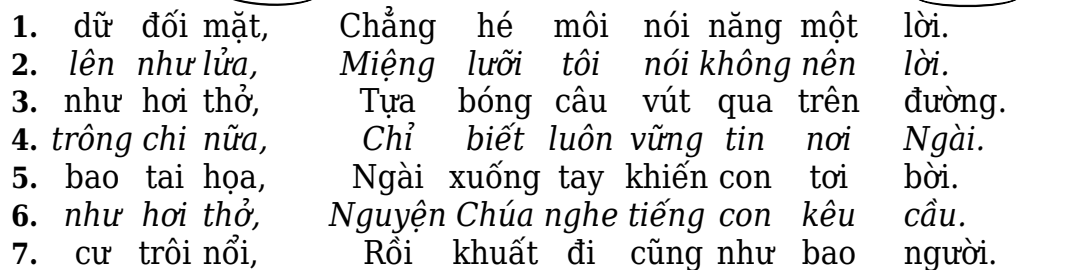 1. dữ đối mặt, Chẳng hé môi nói năng một lời.
2. lên như lửa, Miệng lưỡi tôi nói không nên lời.
3. như hơi thở, Tựa bóng câu vút qua trên đường.
4. trông chi nữa, Chỉ biết luôn vững tin nơi Ngài.
5. bao tai họa, Ngài xuống tay khiến con tơi bời.
6. như hơi thở, Nguyện Chúa nghe tiếng con kêu cầu.
7. cư trôi nổi, Rồi khuất đi cũng như bao người.